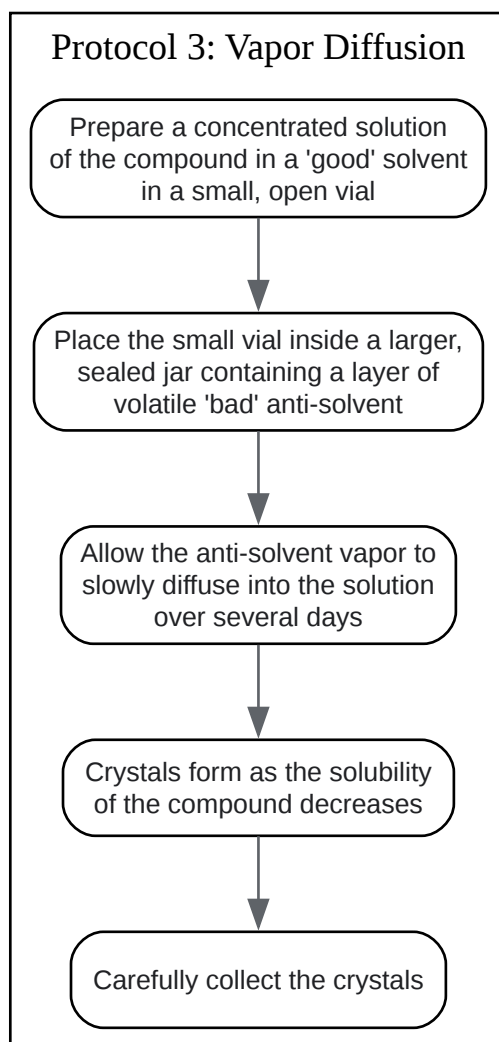 Protocol 3: Vapor Diffusion
Prepare a concentrated solution
of the compound in a 'good' solvent
in a small, open vial
Place the small vial inside a larger,
sealed jar containing a layer of
volatile 'bad' anti-solvent
Allow the anti-solvent vapor to
slowly diffuse into the solution
over several days
Crystals form as the solubility
of the compound decreases
Carefully collect the crystals